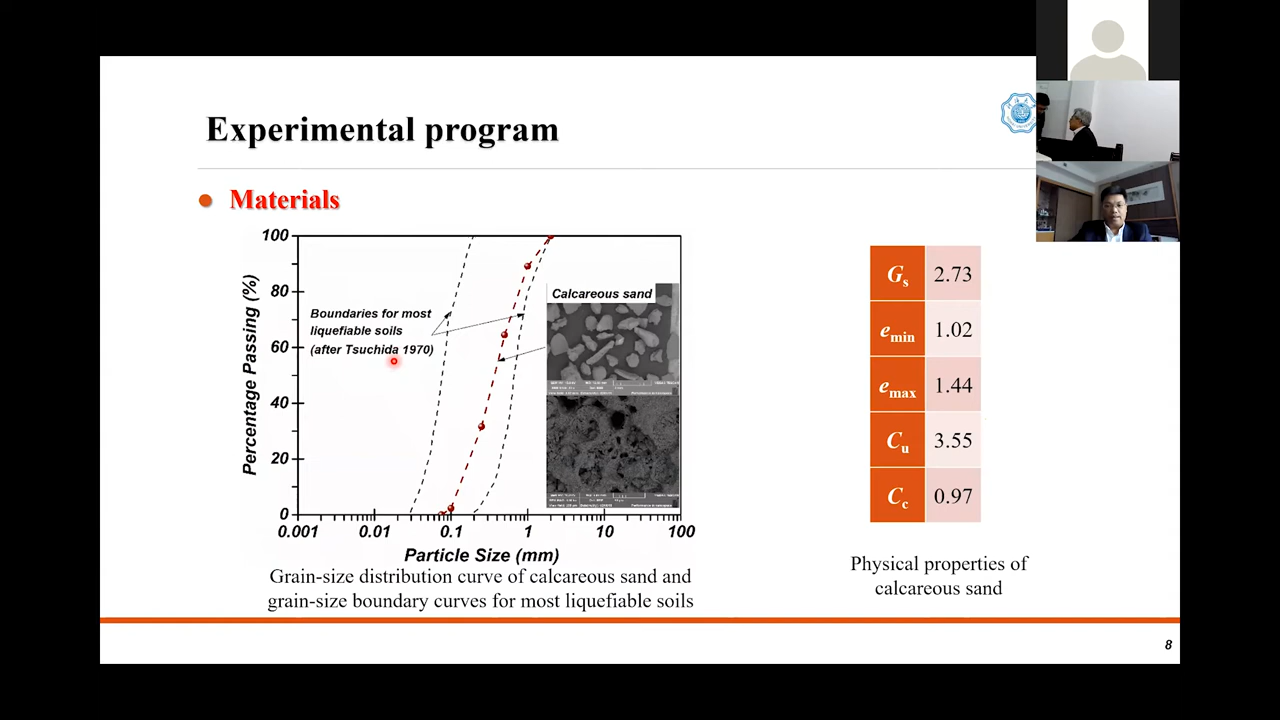 Experimental program
Materials
100
80
60
40
20
0
Percentage Passing (%)
Boundaries for most
liquefiable soils
(after Tsuchida 1970)
Calcareous sand
0.001
0.01
0.1
1
10
100
Particle Size (mm)
Grain-size distribution curve of calcareous sand and
grain-size boundary curves for most liquefiable soils
Gs 2.73
emin 1.02
emax 1.44
Cu 3.55
Cc 0.97
Physical properties of
calcareous sand
8